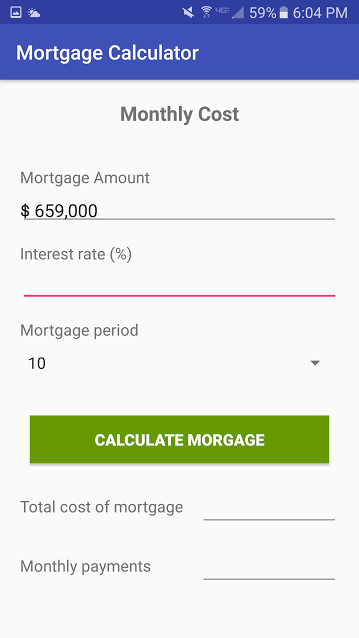 59% 6:04 PM
Mortgage Calculator
Monthly Cost
Mortgage Amount
$ 659,000
Interest rate (%)
Mortgage period
10
CALCULATE MORGAGE
Total cost of mortgage
Monthly payments